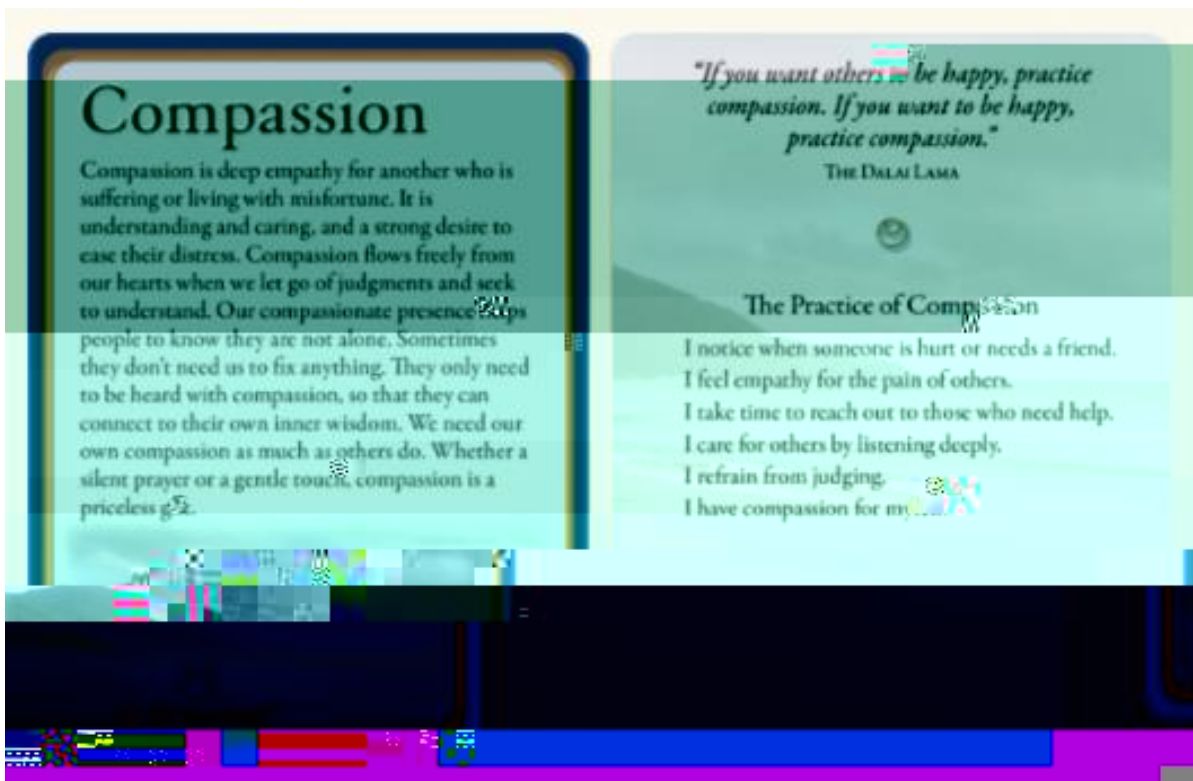 Compassion
Compassion is deep empathy for another who is
suffering or living with misfortune. It is
understanding and caring, and a strong desire to
ease their distress. Compassion flows freely from
our hearts when we let go of judgments and seek
to understand. Our compassionate presence
people to know they are not alone. Sometimes
they don't need us to fix anything. They only need
to be heard with compassion, so that they can
connect to their own inner wisdom. We need our
own compassion as much as others do. Whether a
silent prayer or a gentle touch, compassion is a
priceless
"If you want others to be happy, practice
compassion. If you want to be happy,
practice compassion."
THE DALAI LAMA
The Practice of Compassion
I notice when someone is hurt or needs a friend.
I feel empathy for the pain of others.
I take time to reach out to those who need help.
I care for others by listening deeply.
I refrain from judging.
I have compassion for